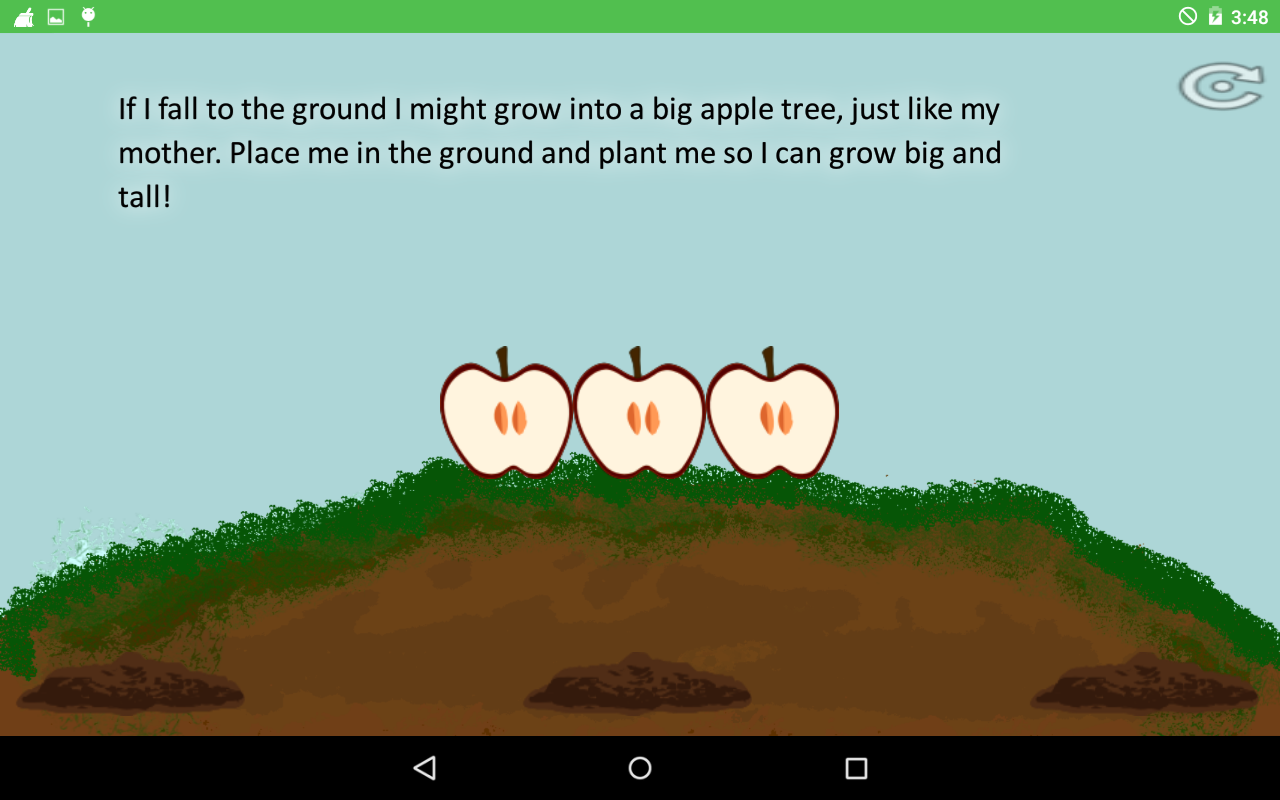 3:48
If I fall to the ground I might grow into a big apple tree, just like my
mother. Place me in the ground and plant me so I can grow big and
tall!